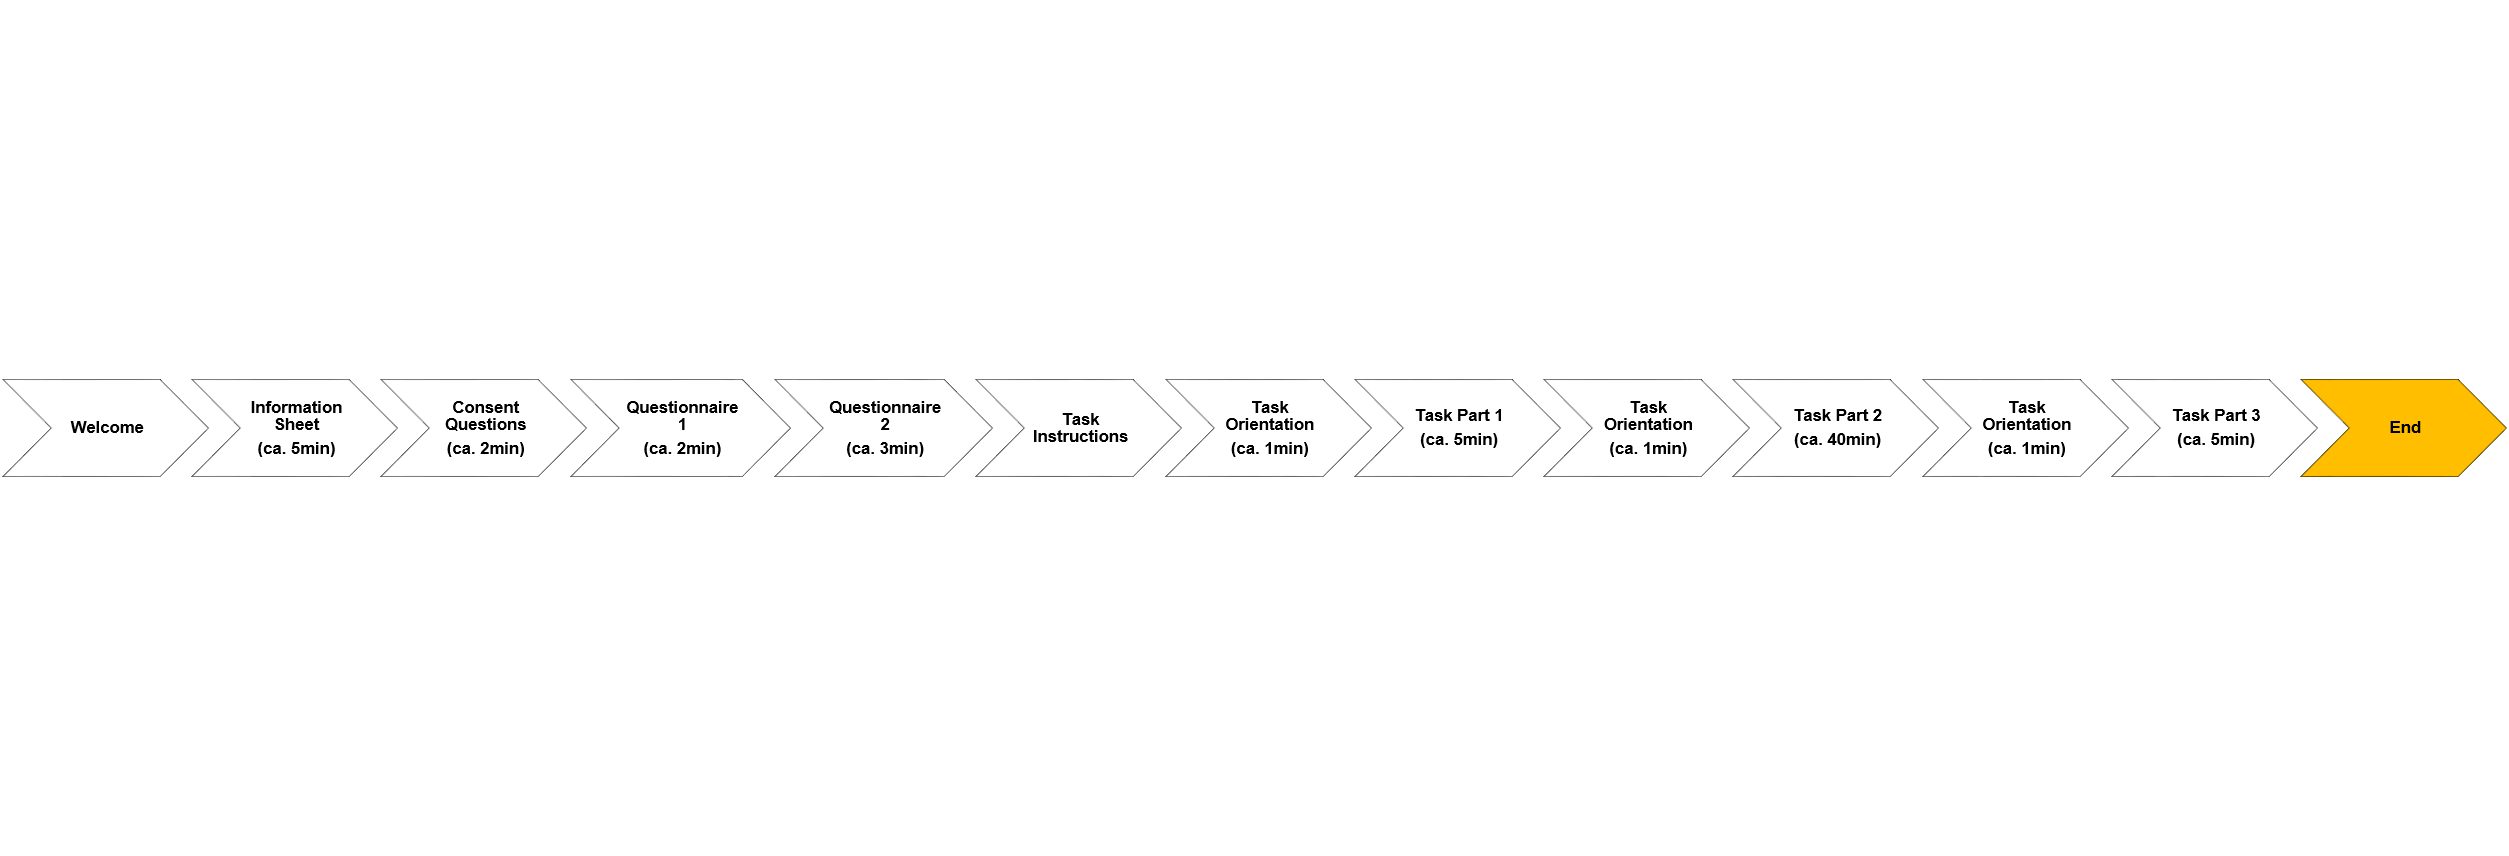 Welcome
Information
Sheet
(ca. 5min)
Consent
Questions
(ca. 2min)
Questionnaire
1
(ca. 2min)
Questionnaire
2
(ca. 3min)
Task
Instructions
Task
Orientation
(ca. 1min)
Task Part 1
(ca. 5min)
Task
Orientation
(ca. 1min)
Task Part 2
(ca. 40min)
Task
Orientation
(ca. 1min)
Task Part 3
(ca. 5min)
End